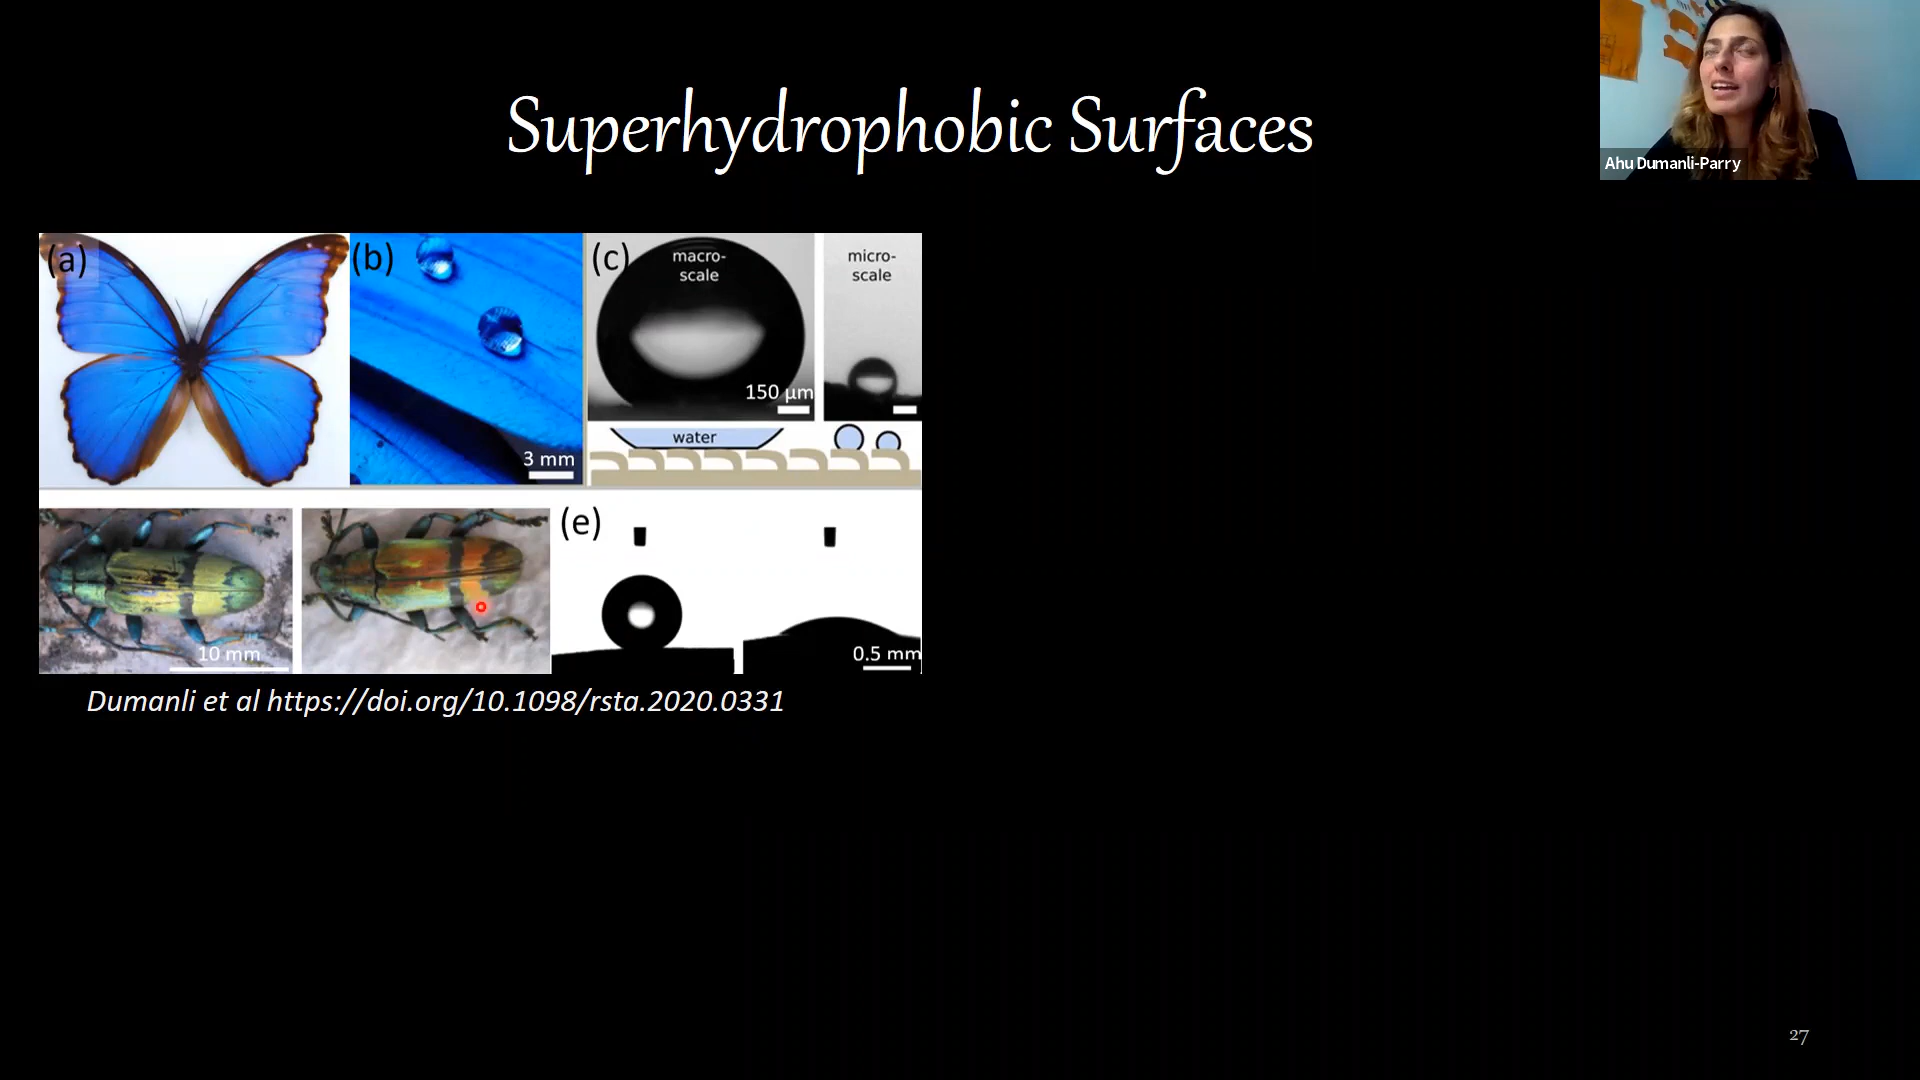 Superhydrophobic Surfaces
Ahu Dumanli-Parry
(a)
(b)
3 mm
(c)
macro-
scale
150 µm
micro-
scale
water
10 mm
(e)
0.5 mm
Dumanli et al https://doi.org/10.1098/rsta.2020.0331
27